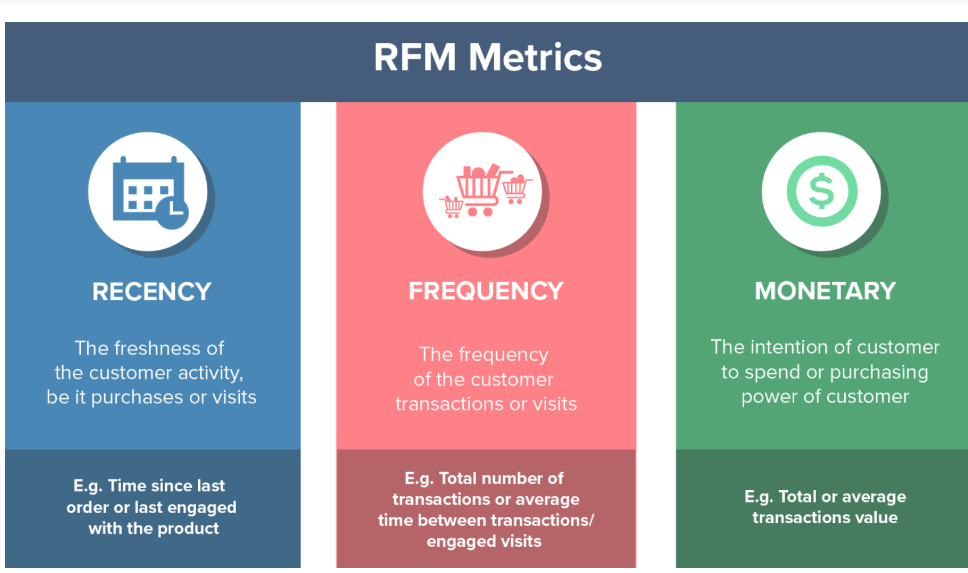 RFM Metrics
RECENCY
The freshness of
the customer activity,
be it purchases or visits
E.g. Time since last
order or last engaged
with the product
FREQUENCY
The frequency
of the customer
transactions or visits
E.g. Total number of
transactions or average
time between transactions/
engaged visits
MONETARY
The intention of customer
to spend or purchasing
power of customer
E.g. Total or average
transactions value